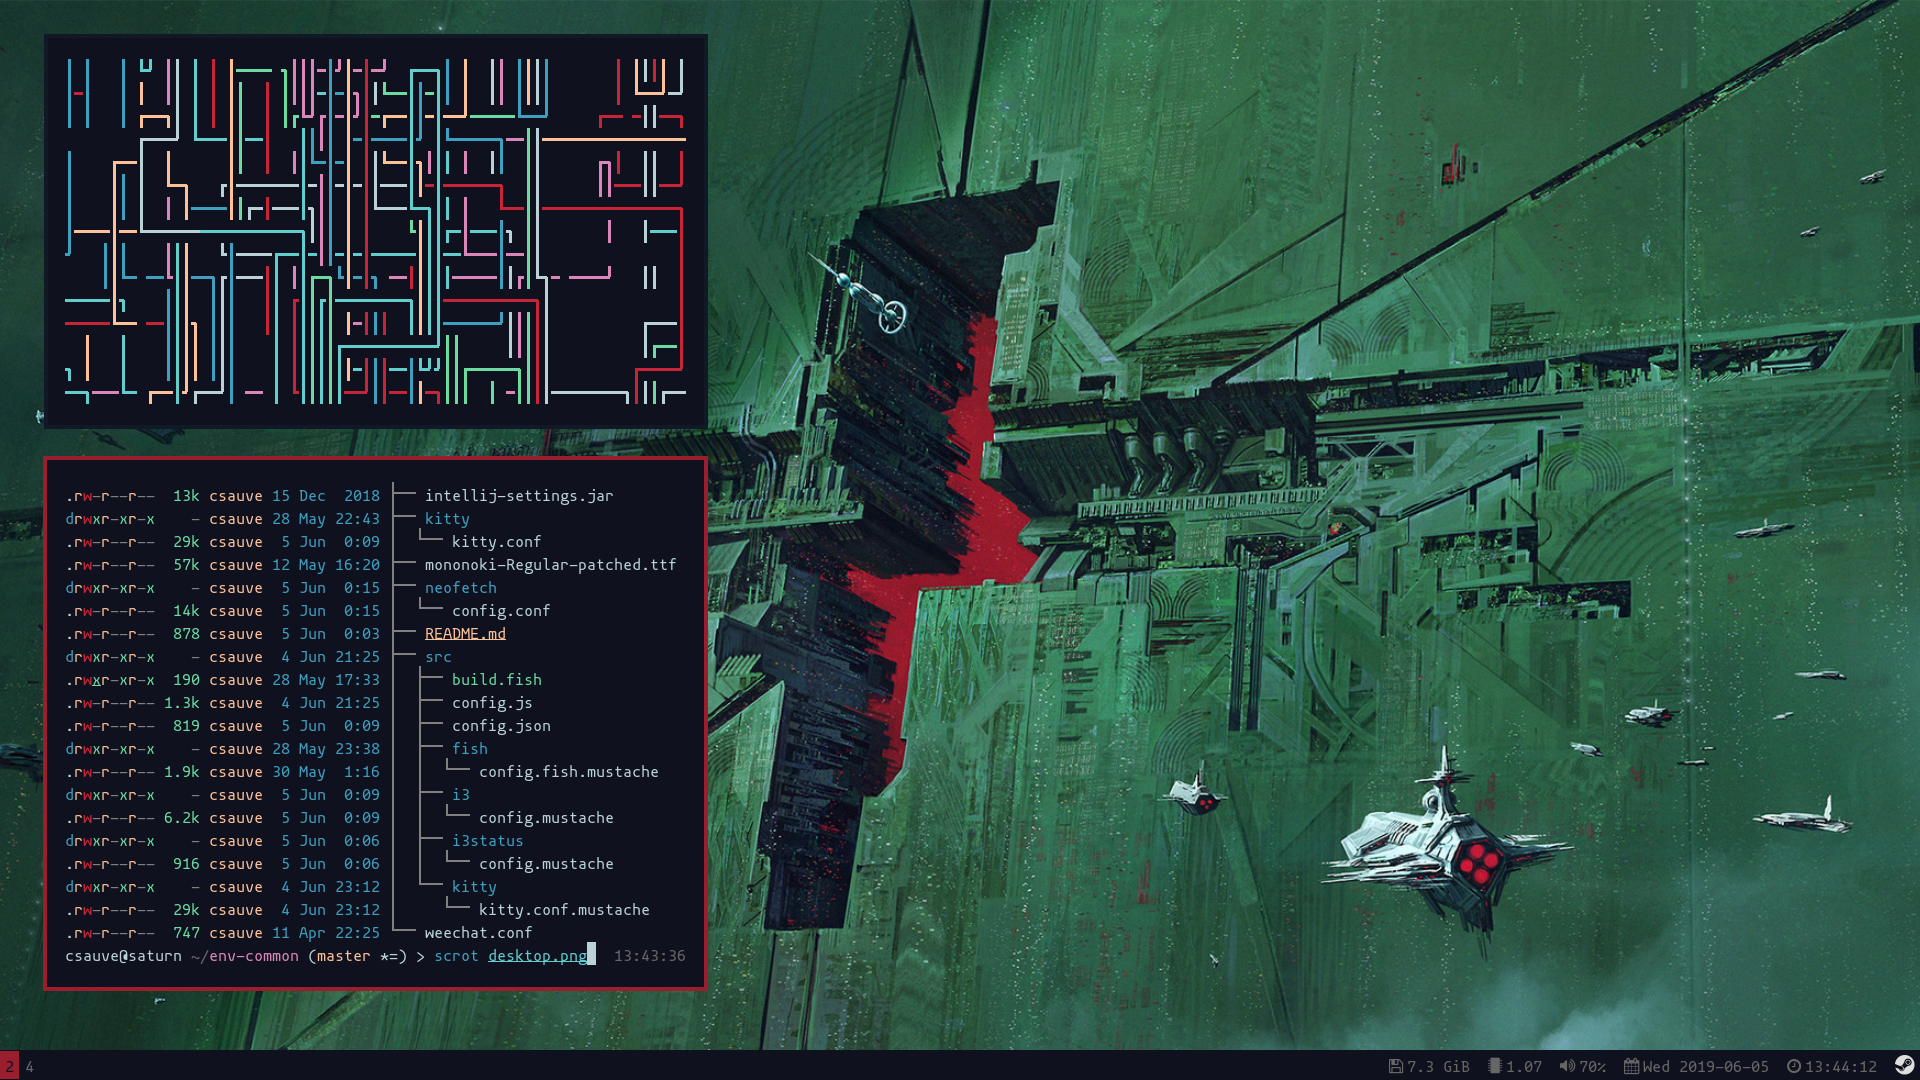 .rw-r--r-- 13k csauve 15 Dec 2018 ├── intellij-settings.jar
drwxr-xr-x - csauve 28 May 22:43 ├── kitty
.rw-r--r-- 29k csauve 5 Jun 0:09 │ └── kitty.conf
.rw-r--r-- 57k csauve 12 May 16:20 ├── mononoki-Regular-patched.ttf
drwxr-xr-x - csauve 5 Jun 0:15 ├── neofetch
.rw-r--r-- 14k csauve 5 Jun 0:15 │ └── config.conf
.rw-r--r-- 878 csauve 5 Jun 0:03 ├── README.md
drwxr-xr-x - csauve 4 Jun 21:25 ├── src
.rwxr-xr-x 190 csauve 28 May 17:33 │ ├── build.fish
.rw-r--r-- 1.3k csauve 4 Jun 21:25 │ ├── config.js
.rw-r--r-- 819 csauve 5 Jun 0:09 │ ├── config.json
drwxr-xr-x - csauve 28 May 23:38 │ ├── fish
.rw-r--r-- 1.9k csauve 30 May 1:16 │ │ └── config.fish.mustache
drwxr-xr-x - csauve 5 Jun 0:09 │ ├── i3
.rw-r--r-- 6.2k csauve 5 Jun 0:09 │ │ └── config.mustache
drwxr-xr-x - csauve 5 Jun 0:06 │ ├── i3status
.rw-r--r-- 916 csauve 5 Jun 0:06 │ │ └── config.mustache
drwxr-xr-x - csauve 4 Jun 23:12 │ └── kitty
.rw-r--r-- 29k csauve 4 Jun 23:12 │ └── kitty.conf.mustache
.rw-r--r-- 747 csauve 11 Apr 22:25 └── weechat.conf
csauve@saturn ~/env-common (master *=) > scrot desktop.png 13:43:36
2 4 7.3 GiB 1.07 70% Wed 2019-06-05 13:44:12